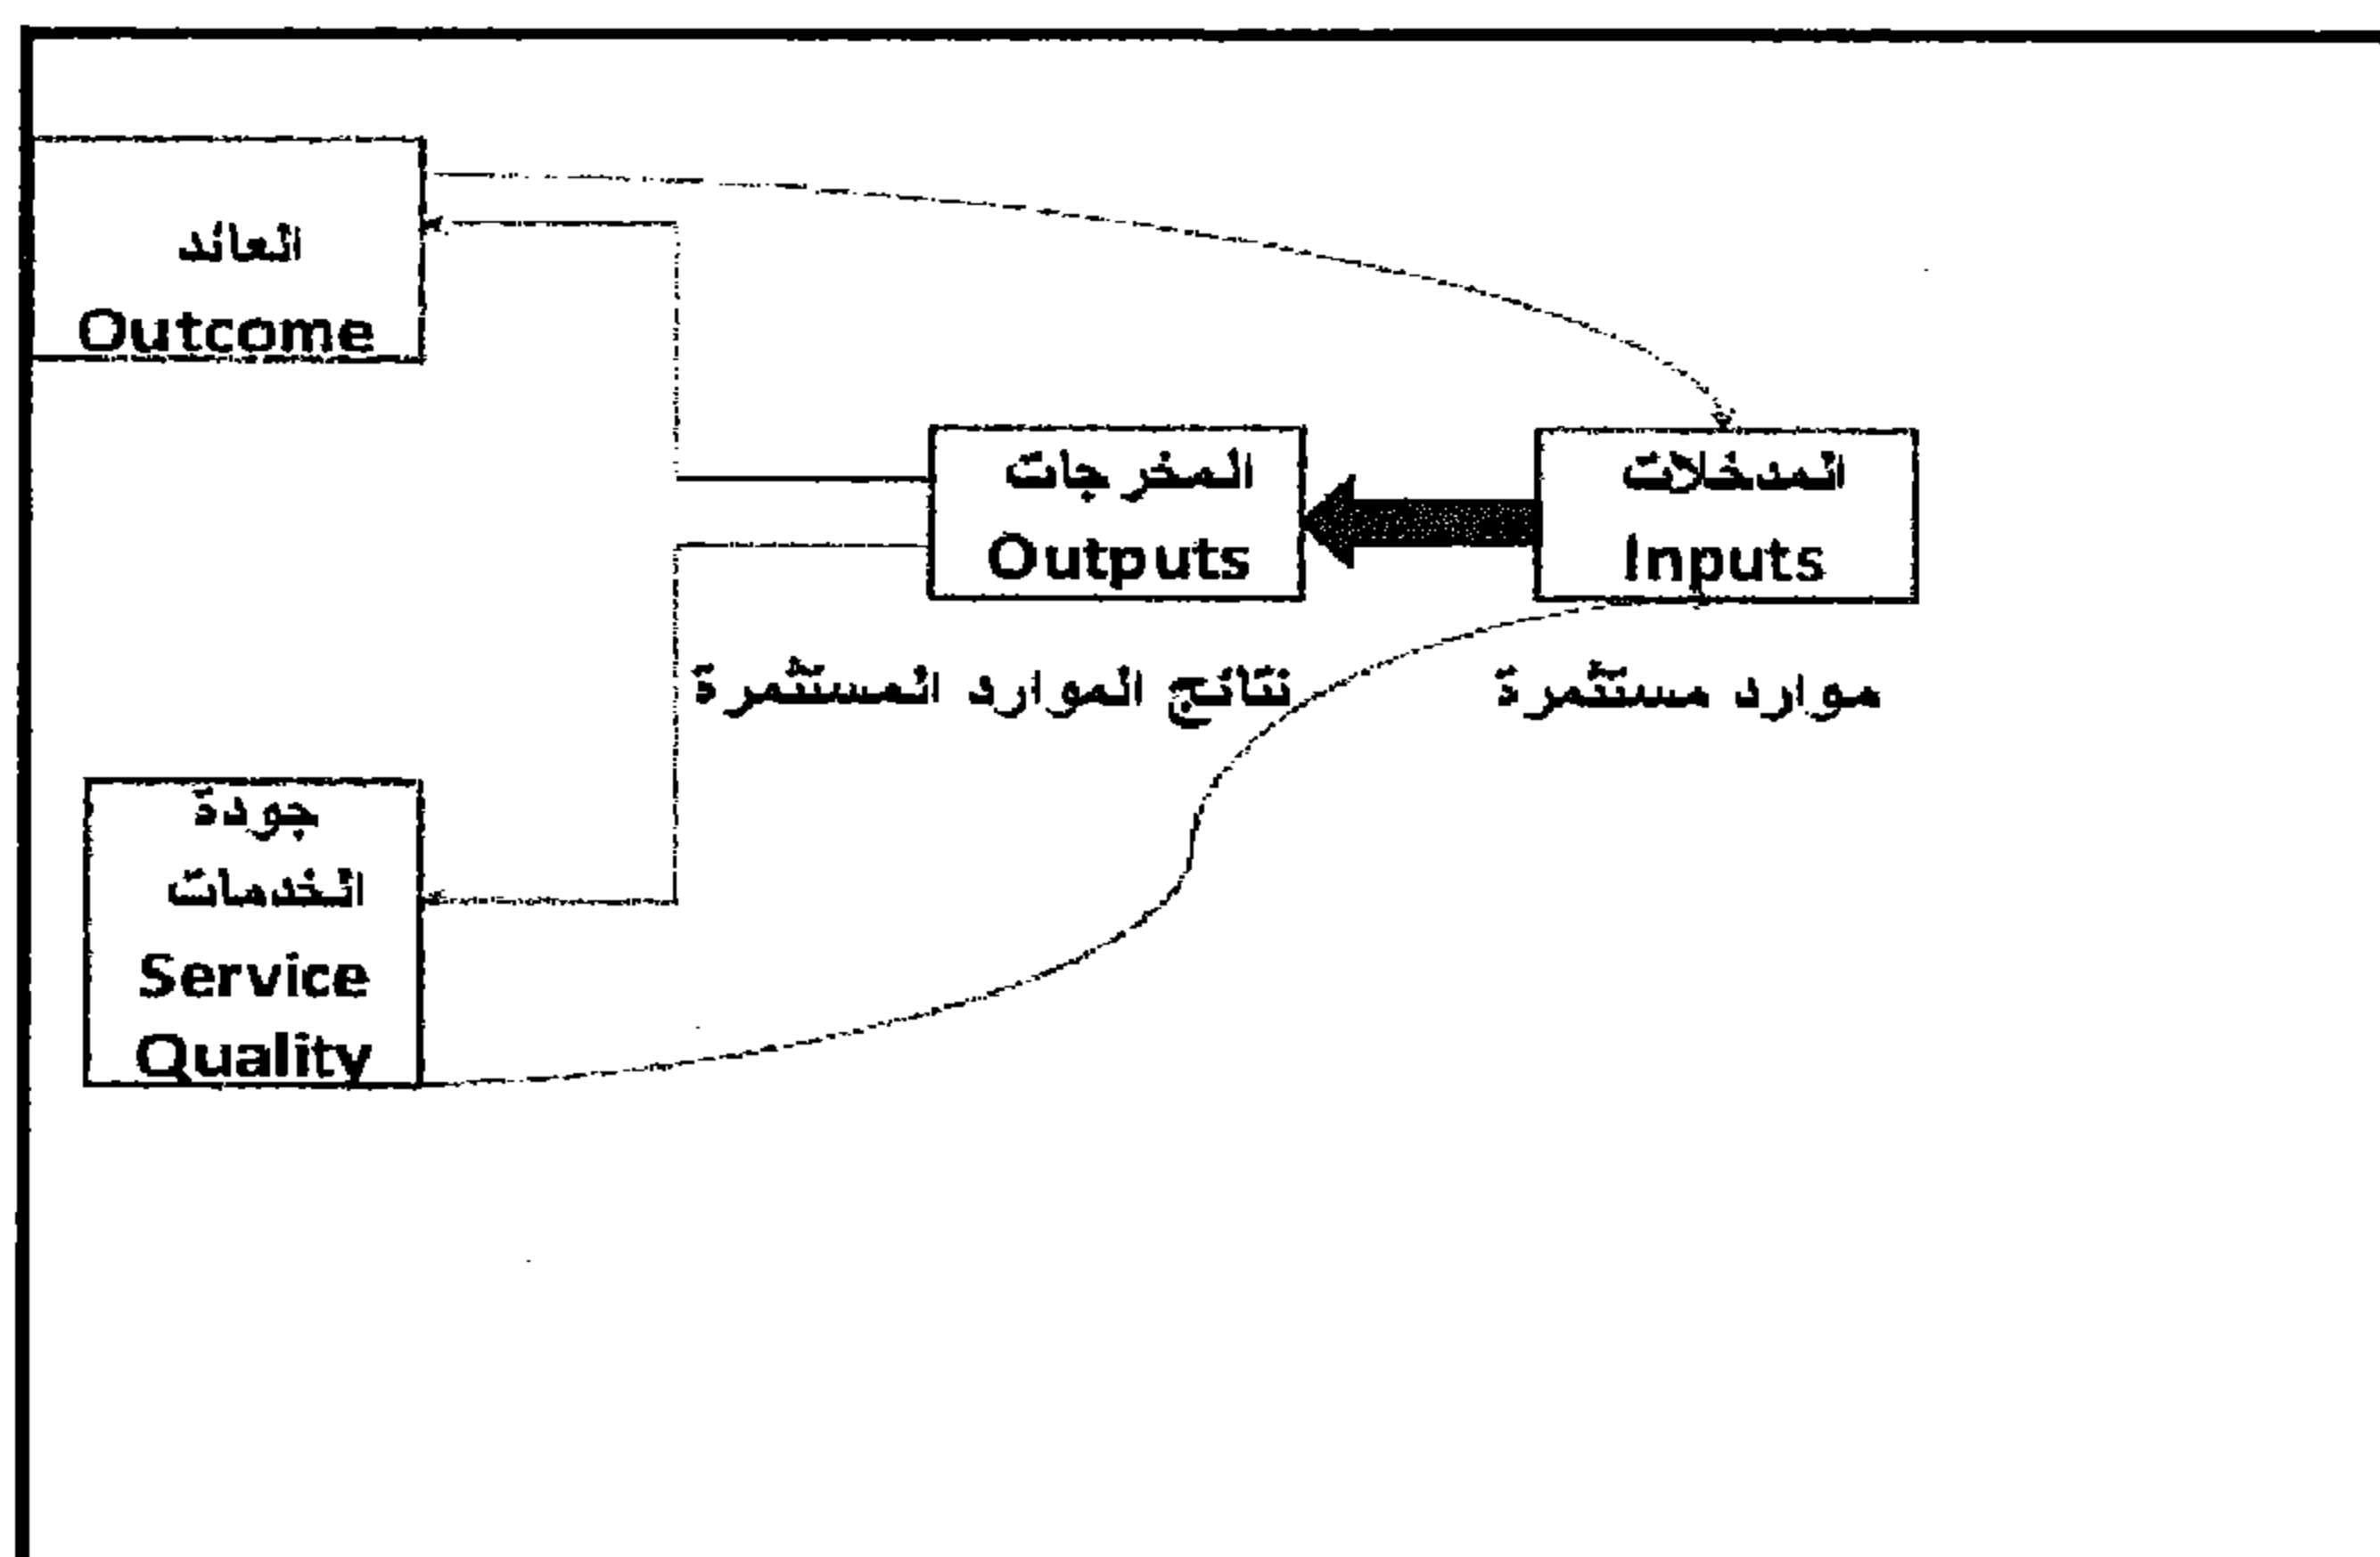 العائد
Outcome
المدخلات
Inputs
المخرجات
Outputs
موارد مستثمرة
نتائج الموارد المستثمرة
جودة
الخدمات
Service
Quality